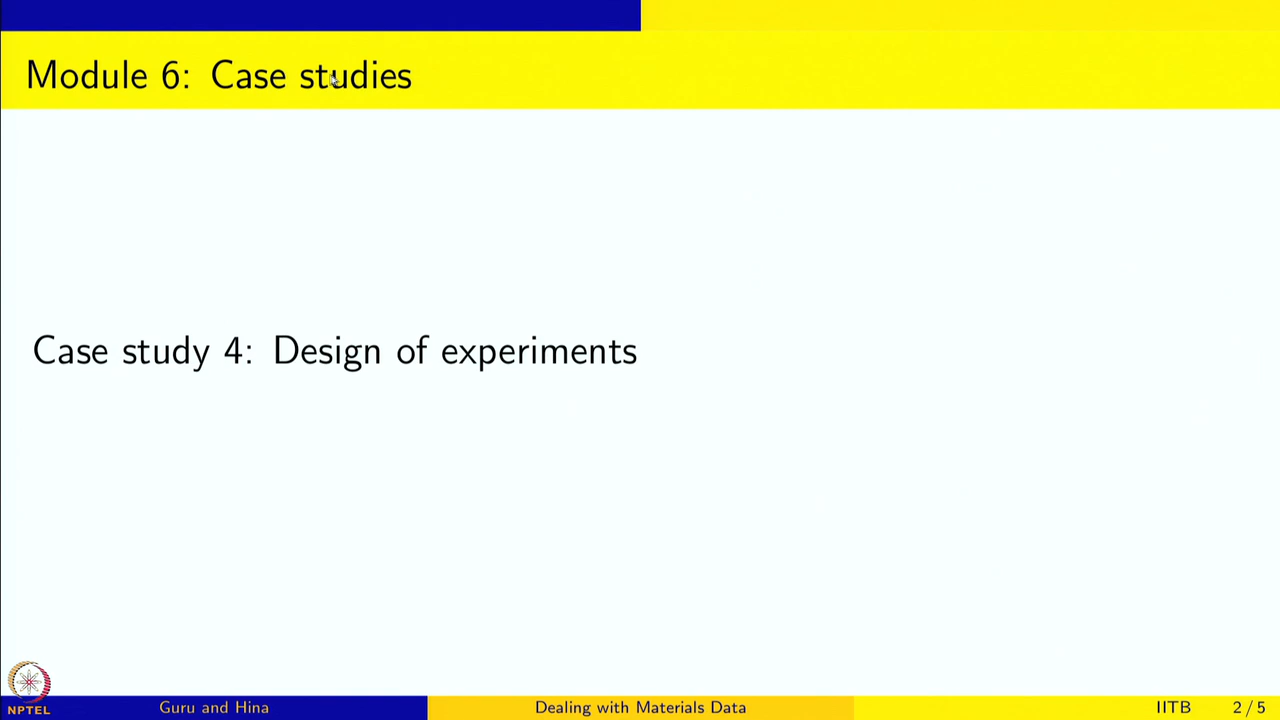 Module 6: Case studies
Case study 4: Design of experiments
NPTEL
Guru and Hina
Dealing with Materials Data
IITB
2 / 5